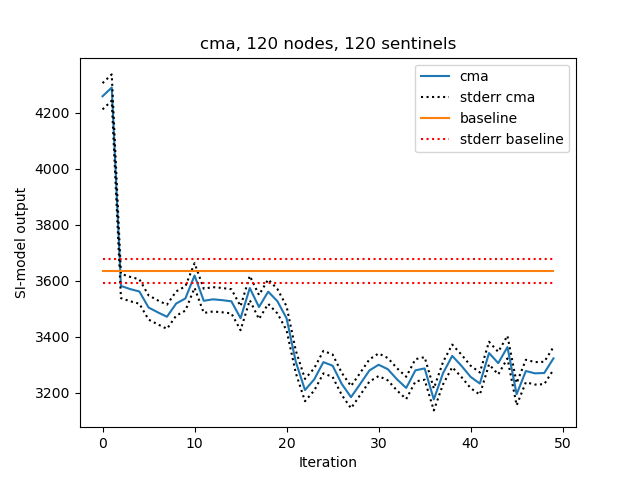 cma, 120 nodes, 120 sentinels
cma
stderr cma
baseline
stderr baseline
SI-model output
4200
4000
3800
3600
3400
3200
0 10 20 30 40 50
Iteration